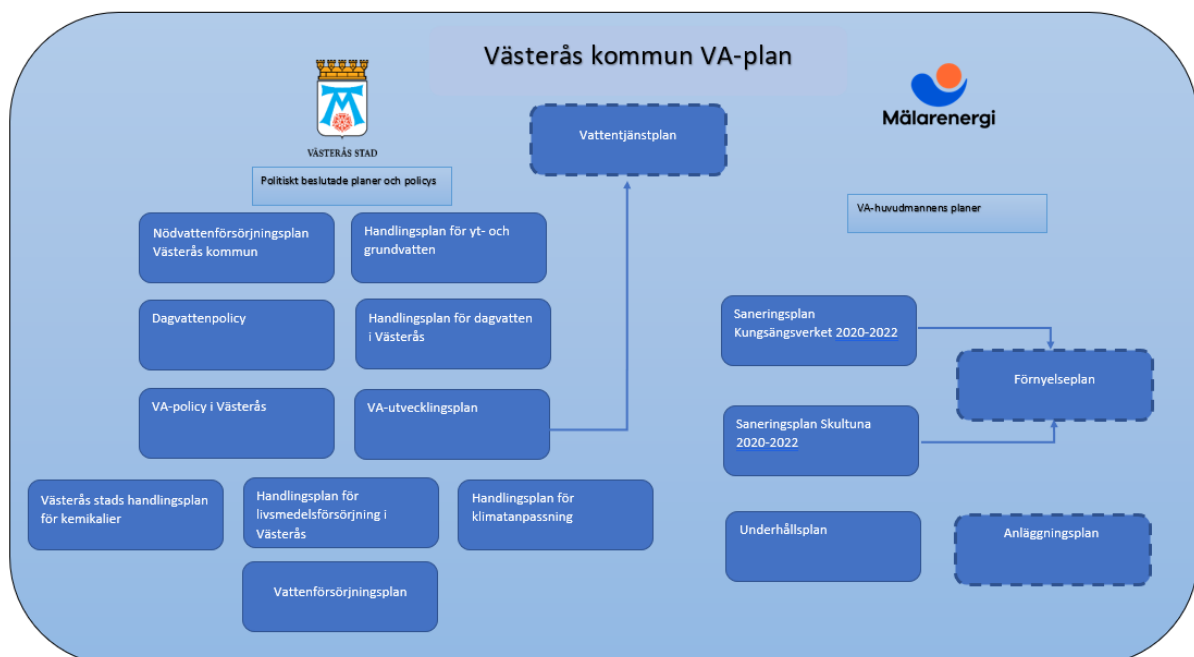 Västerås kommun VA-plan
VÄSTERÅS STAD
Mälarenergi
Vattentjänstplan
Politiskt beslutade planer och policys
VA-huvudmannens planer
Nödvattenförsörjningsplan
Västerås kommun
Handlingsplan för yt- och
grundvatten
Dagvattenpolicy
Handlingsplan för dagvatten
i Västerås
VA-policy i Västerås
VA-utvecklingsplan
Västerås stads handlingsplan
för kemikalier
Handlingsplan för
livsmedelsförsörjning i
Västerås
Handlingsplan för
klimatanpassning
Vattenförsörjningsplan
Saneringsplan
Kungsängsverket 2020-2022
Förnyelseplan
Saneringsplan Skultuna
2020-2022
Underhållsplan
Anläggningsplan